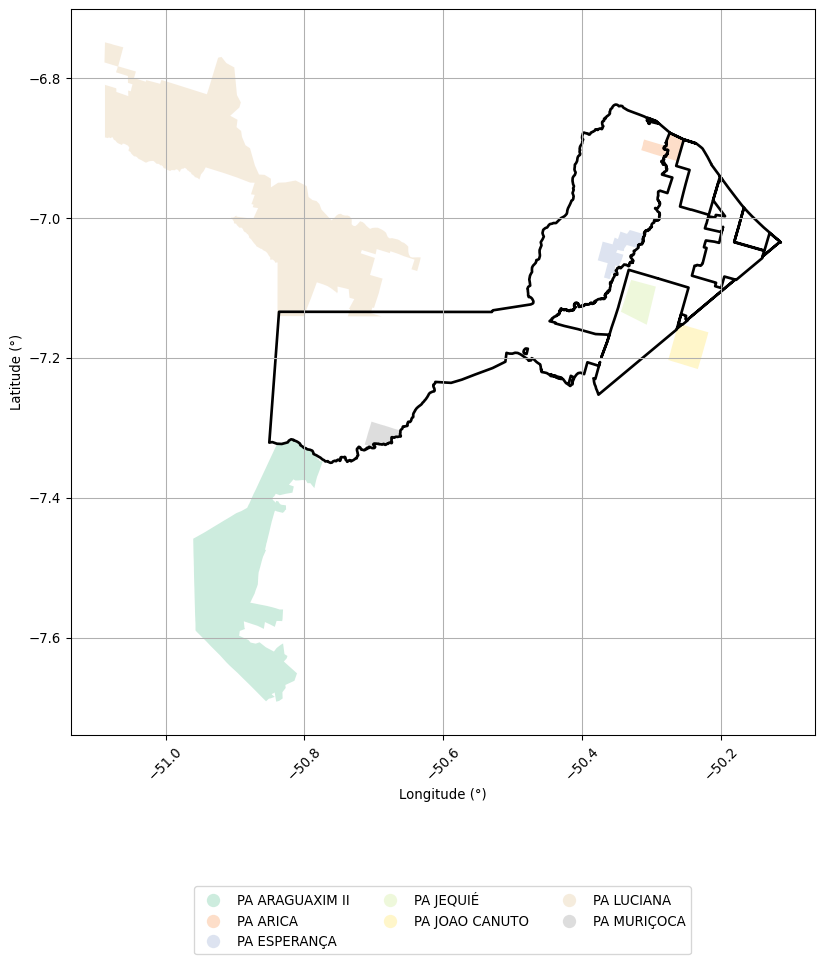 −6.8
−7.0
−7.2
−7.4
−7.6
Latitude (°)
−51.0
−50.8
−50.6
−50.4
−50.2
Longitude (°)
PA ARAGUAXIM II
PA ARICA
PA ESPERANÇA
PA JEQUIÉ
PA JOAO CANUTO
PA LUCIANA
PA MURIÇOCA